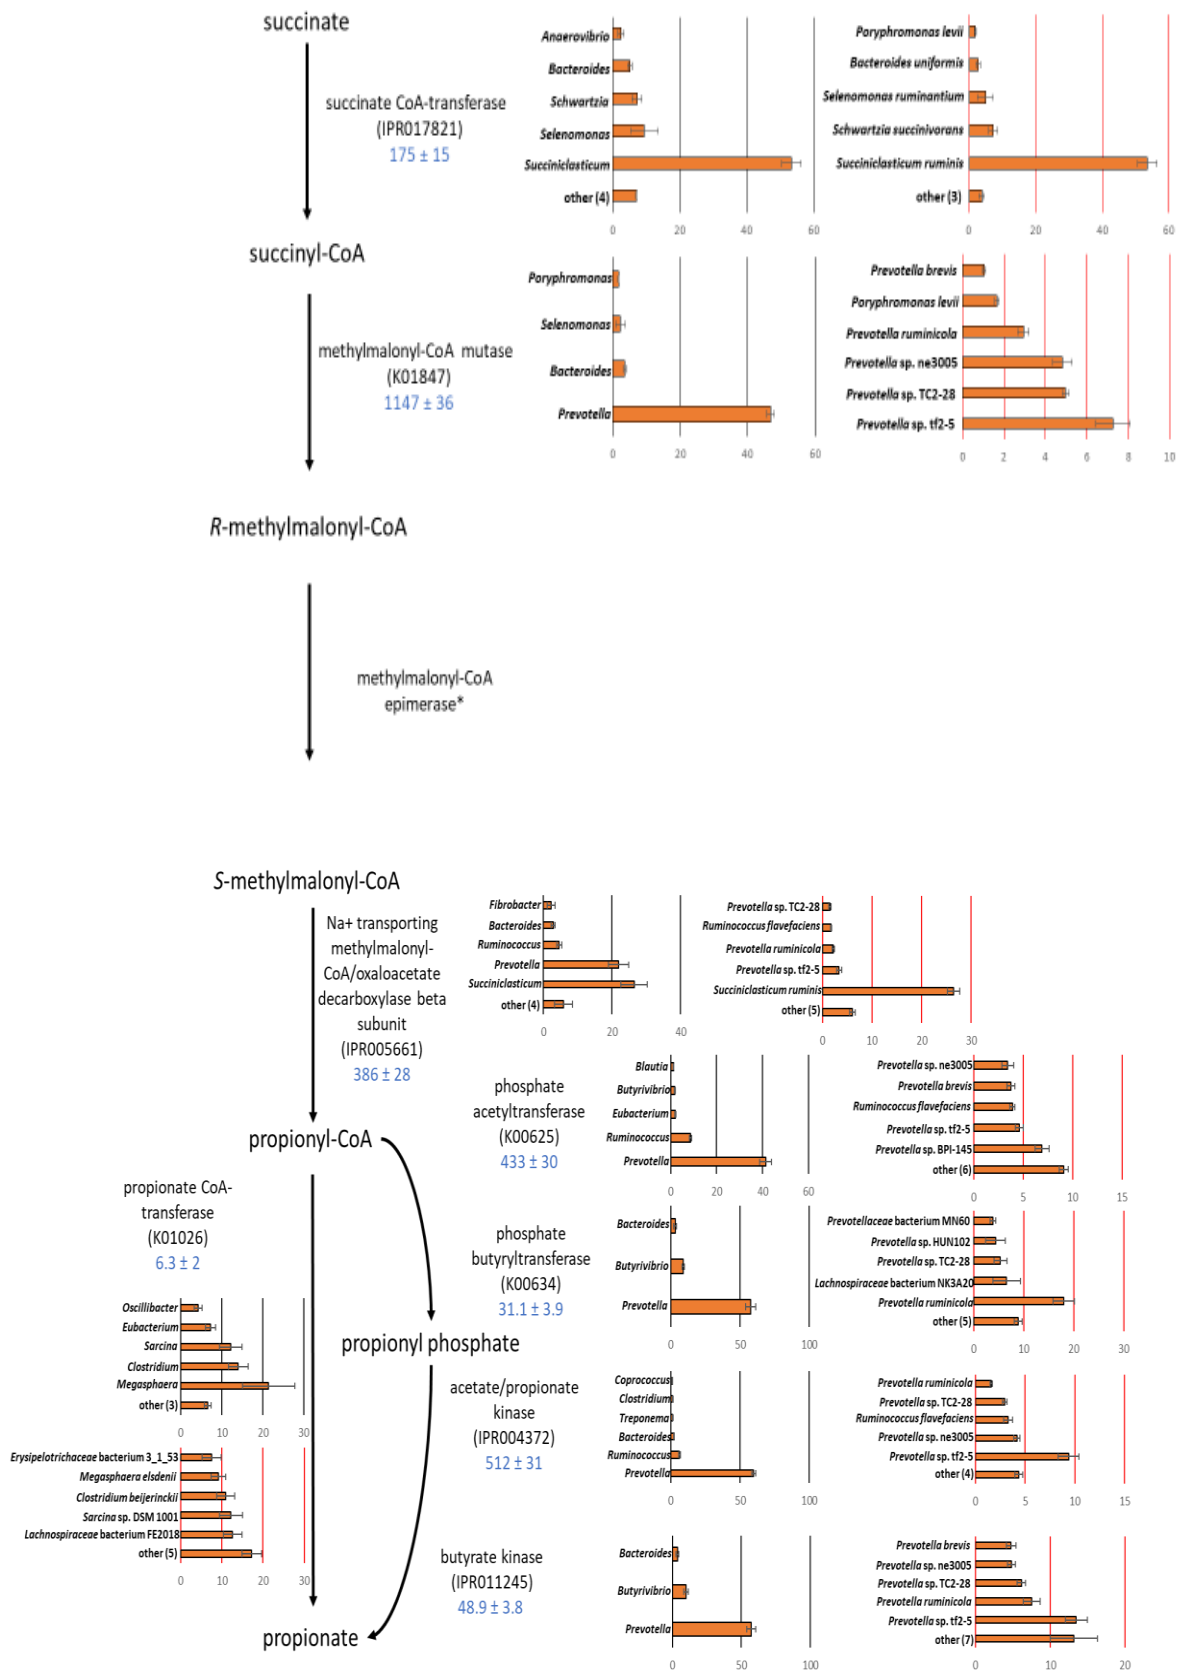 succinate
succinate CoA-transferase
(IPR017821)
175 ± 15
Anaerovibrio
Bacteroides
Schwartzia
Selenomonas
Succiniclasticum
other (4)
0 20 40 60
Poryphromonas levii
Bacteroides uniformis
Selenomonas ruminantium
Schwartzia succinivorans
Succiniclasticum ruminis
other (3)
0 20 40 60
succinyl-CoA
methylmalonyl-CoA mutase
(K01847)
1147 ± 36
Poryphromonas
Selenomonas
Bacteroides
Prevotella
0 20 40 60
Prevotella brevis
Poryphromonas levii
Prevotella ruminicola
Prevotella sp. ne3005
Prevotella sp. TC2-28
Prevotella sp. tf2-5
0 2 4 6 8 10
R-methylmalonyl-CoA
methylmalonyl-CoA
epimerase*
S-methylmalonyl-CoA
Na+ transporting
methylmalonyl-
CoA/oxaloacetate
decarboxylase beta
subunit
(IPR005661)
386 ± 28
Fibrobacter
Bacteroides
Ruminococcus
Prevotella
Succiniclasticum
other (4)
0 20 40
Prevotella sp. TC2-28
Ruminococcus flavefaciens
Prevotella ruminicola
Prevotella sp. tf2-5
Succiniclasticum ruminis
other (5)
0 10 20 30
propionyl-CoA
phosphate
acetyltransferase
(K00625)
433 ± 30
Blautia
Butyrivibrio
Eubacterium
Ruminococcus
Prevotella
0 20 40 60
Prevotella sp. ne3005
Prevotella brevis
Ruminococcus flavefaciens
Prevotella sp. tf2-5
Prevotella sp. BPI-145
other (6)
0 5 10 15
propionate CoA-
transferase
(K01026)
6.3 ± 2
Oscillibacter
Eubacterium
Sarcina
Clostridium
Megasphaera
other (3)
0 10 20 30
Erysipelotrichaceae bacterium 3_1_53
Megasphaera elsdenii
Clostridium beijerinckii
Sarcina sp. DSM 1001
Lachnospiraceae bacterium FE2018
other (5)
0 10 20 30
phosphate
butyryltransferase
(K00634)
31.1 ± 3.9
Bacteroides
Butyrivibrio
Prevotella
0 50 100
Prevotellaceae bacterium MN60
Prevotella sp. HUN102
Prevotella sp. TC2-28
Lachnospiraceae bacterium NK3A20
Prevotella ruminicola
other (5)
0 10 20 30
propionyl phosphate
acetate/propionate
kinase
(IPR004372)
512 ± 31
Coprococcus
Clostridium
Treponema
Bacteroides
Ruminococcus
Prevotella
0 50 100
Prevotella ruminicola
Prevotella sp. TC2-28
Ruminococcus flavefaciens
Prevotella sp. ne3005
Prevotella sp. tf2-5
other (4)
0 5 10 15
butyrate kinase
(IPR011245)
48.9 ± 3.8
Bacteroides
Butyrivibrio
Prevotella
0 50 100
Prevotella brevis
Prevotella sp. ne3005
Prevotella sp. TC2-28
Prevotella ruminicola
Prevotella sp. tf2-5
other (7)
0 10 20
propionate